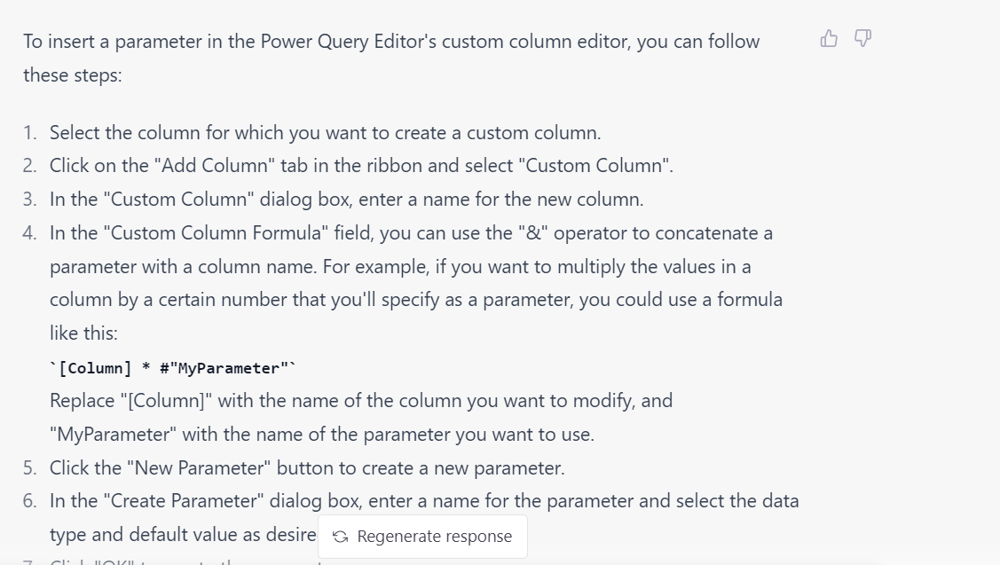 To insert a parameter in the Power Query Editor's custom column editor, you can follow
these steps:
1. Select the column for which you want to create a custom column.
2. Click on the "Add Column" tab in the ribbon and select "Custom Column".
3. In the "Custom Column" dialog box, enter a name for the new column.
4. In the "Custom Column Formula" field, you can use the "&" operator to concatenate a
parameter with a column name. For example, if you want to multiply the values in a
column by a certain number that you'll specify as a parameter, you could use a formula
like this:
`[Column] * #"MyParameter"`
Replace "[Column]" with the name of the column you want to modify, and
"MyParameter" with the name of the parameter you want to use.
5. Click the "New Parameter" button to create a new parameter.
6. In the "Create Parameter" dialog box, enter a name for the parameter and select the data
type and default value as desire
Regenerate response
7. Click "OK" to